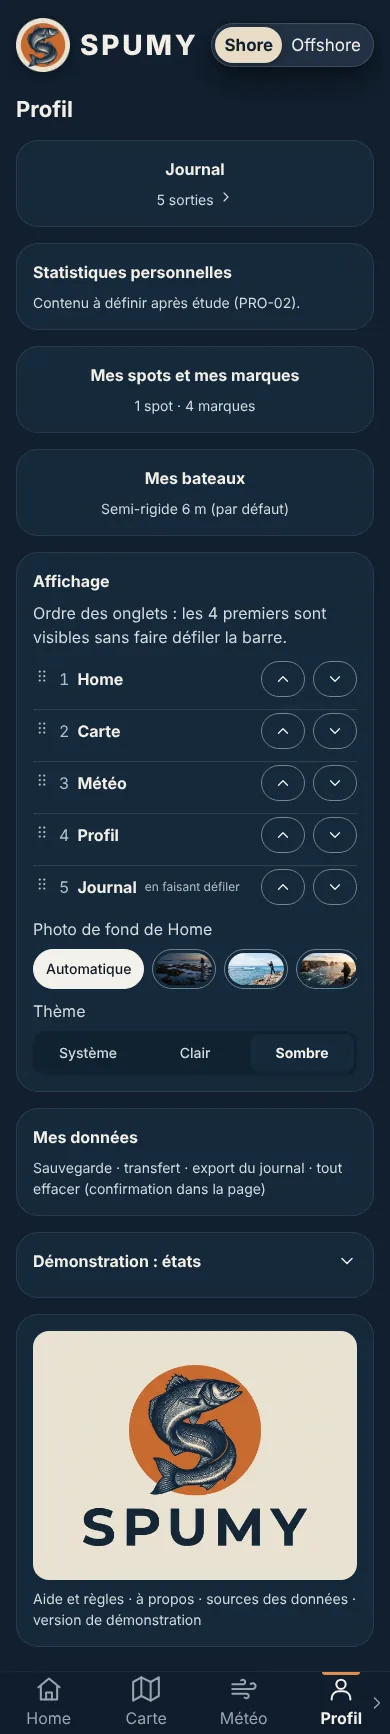 SPUMY
Shore Offshore
Profil
Journal
5 sorties
Statistiques personnelles
Contenu à définir après étude (PRO-02).
Mes spots et mes marques
1 spot · 4 marques
Mes bateaux
Semi-rigide 6 m (par défaut)
Affichage
Ordre des onglets : les 4 premiers sont
visibles sans faire défiler la barre.
1 Home
2 Carte
3 Météo
4 Profil
5 Journal en faisant défiler
Photo de fond de Home
Automatique
Thème
Système Clair Sombre
Mes données
Sauvegarde · transfert · export du journal · tout
effacer (confirmation dans la page)
Démonstration : états
SPUMY
Aide et règles · à propos · sources des données ·
version de démonstration
Home Carte Météo Profil